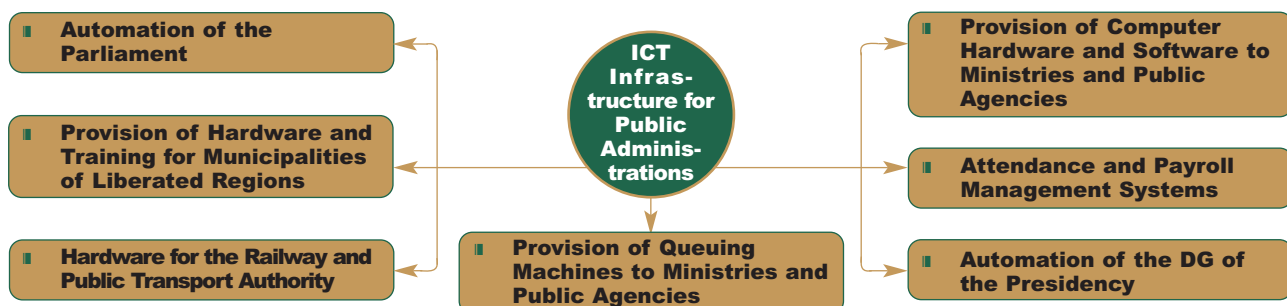 Automation of the
Parliament
Provision of Hardware and
Training for Municipalities
of Liberated Regions
Hardware for the Railway and
Public Transport Authority
ICT
Infras-
tructure for
Public
Adminis-
trations
Provision of Queuing
Machines to Ministries and
Public Agencies
Provision of Computer
Hardware and Software to
Ministries and Public
Agencies
Attendance and Payroll
Management Systems
Automation of the DG of
the Presidency